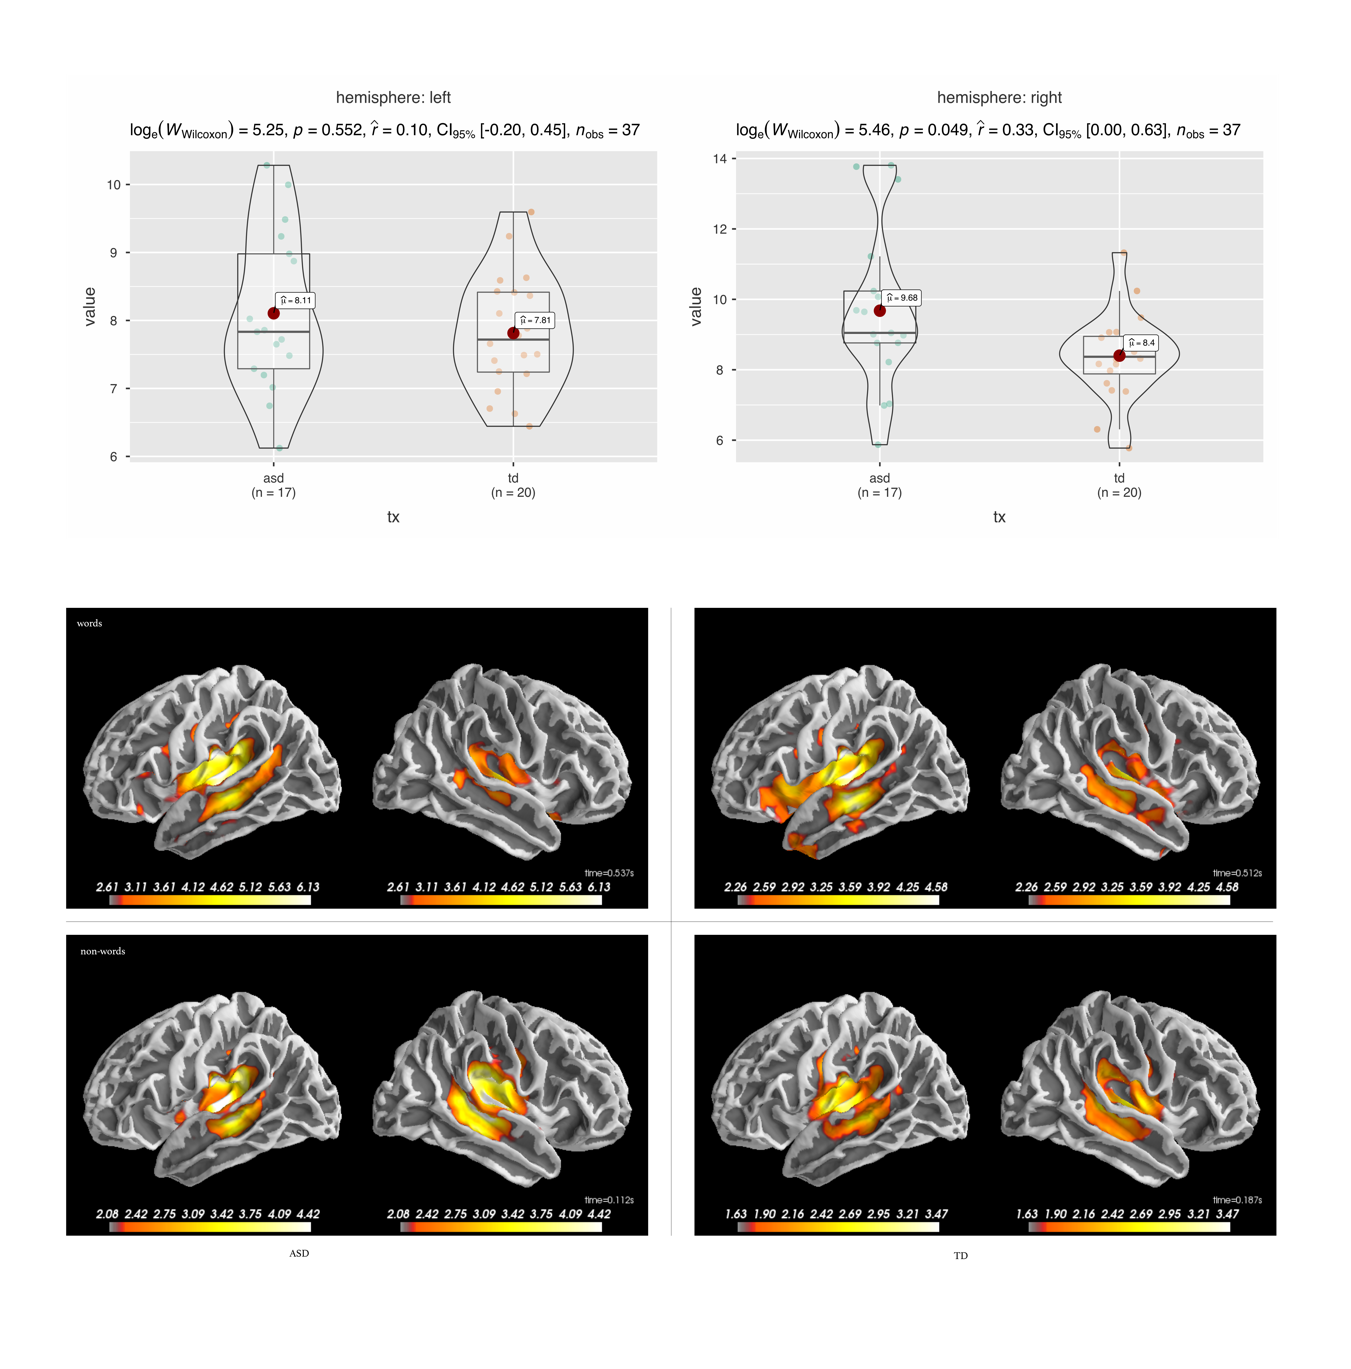 hemisphere: left
logₑ(W_Wilcoxon) = 5.25, p = 0.552, r̂ = 0.10, CI₉₅% [-0.20, 0.45], n_obs = 37
value
10
9
8
7
6
μ̂ = 8.11
μ̂ = 7.81
asd
(n = 17)
td
(n = 20)
tx
hemisphere: right
logₑ(W_Wilcoxon) = 5.46, p = 0.049, r̂ = 0.33, CI₉₅% [0.00, 0.63], n_obs = 37
value
14
12
10
8
6
μ̂ = 9.68
μ̂ = 8.4
asd
(n = 17)
td
(n = 20)
tx
words
time=0.537s
2.61 3.11 3.61 4.12 4.62 5.12 5.63 6.13
2.61 3.11 3.61 4.12 4.62 5.12 5.63 6.13
time=0.512s
2.26 2.59 2.92 3.25 3.59 3.92 4.25 4.58
2.26 2.59 2.92 3.25 3.59 3.92 4.25 4.58
non-words
time=0.112s
2.08 2.42 2.75 3.09 3.42 3.75 4.09 4.42
2.08 2.42 2.75 3.09 3.42 3.75 4.09 4.42
time=0.187s
1.63 1.90 2.16 2.42 2.69 2.95 3.21 3.47
1.63 1.90 2.16 2.42 2.69 2.95 3.21 3.47
ASD
TD